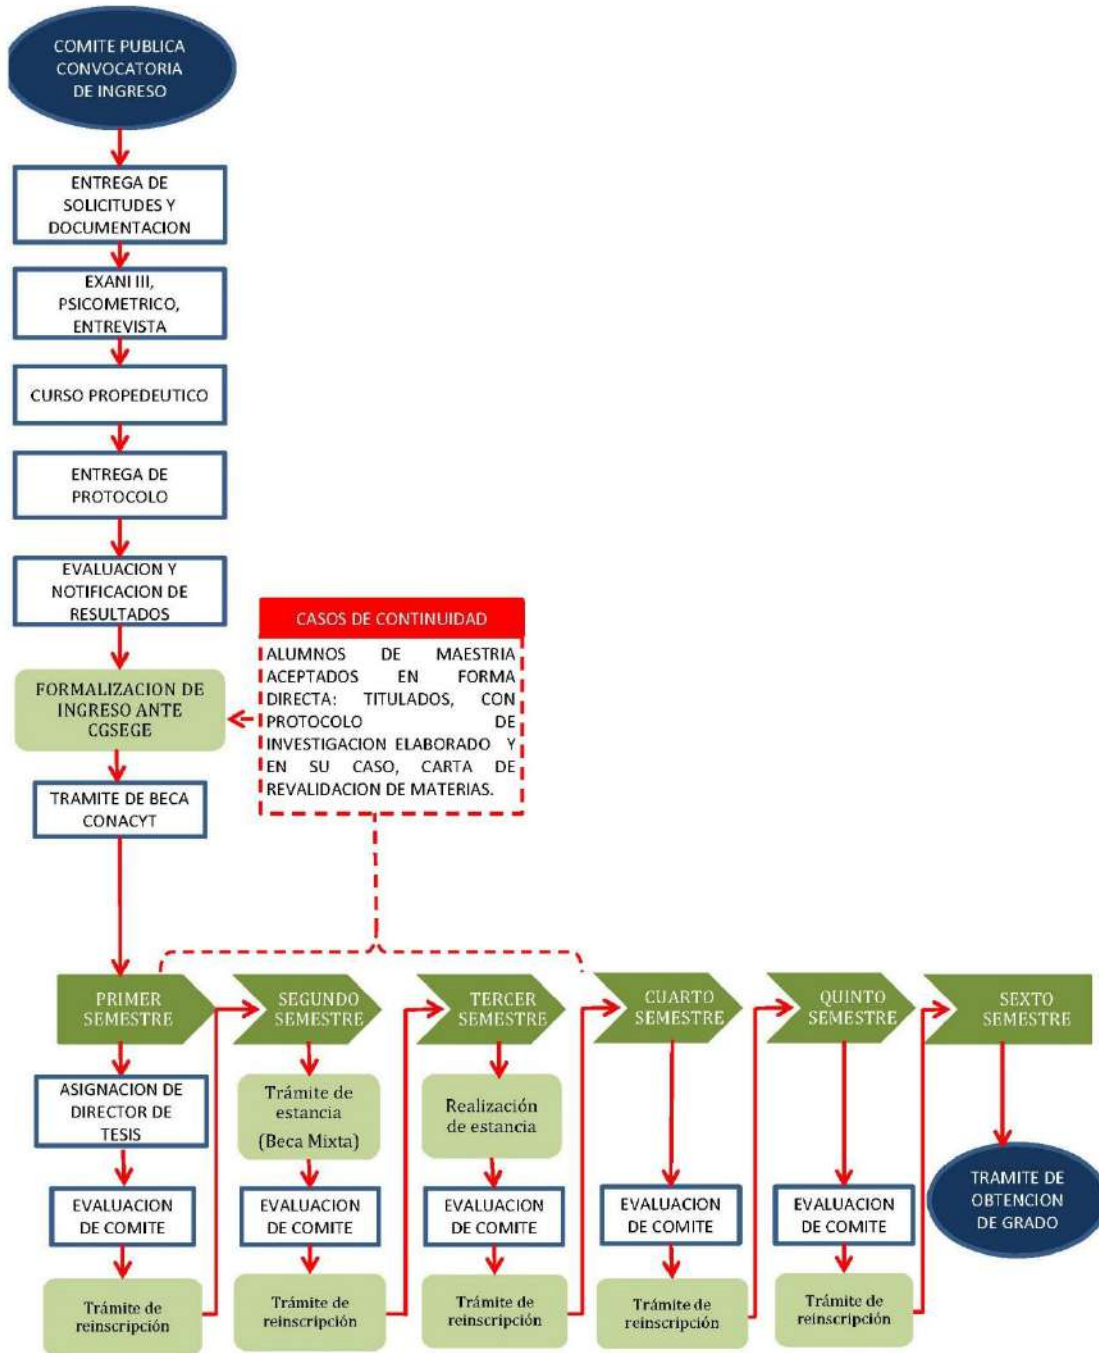 COMITE PUBLICA
CONVOCATORIA
DE INGRESO
ENTREGA DE
SOLICITUDES Y
DOCUMENTACION
EXANI III,
PSICOMETRICO,
ENTREVISTA
CURSO PROPEDEUTICO
ENTREGA DE
PROTOCOLO
EVALUACION Y
NOTIFICACION DE
RESULTADOS
FORMALIZACION DE
INGRESO ANTE
CGSEGE
TRAMITE DE BECA
CONACYT
CASOS DE CONTINUIDAD
ALUMNOS DE MAESTRIA
ACEPTADOS EN FORMA
DIRECTA: TITULADOS, CON
PROTOCOLO DE
INVESTIGACION ELABORADO Y
EN SU CASO, CARTA DE
REVALIDACION DE MATERIAS.
PRIMER
SEMESTRE
ASIGNACION DE
DIRECTOR DE
TESIS
EVALUACION
DE COMITE
Trámite de
reinscripción
SEGUNDO
SEMESTRE
Trámite de
estancia
(Beca Mixta)
EVALUACION
DE COMITE
Trámite de
reinscripción
TERCER
SEMESTRE
Realización
de estancia
EVALUACION
DE COMITE
Trámite de
reinscripción
CUARTO
SEMESTRE
EVALUACION
DE COMITE
Trámite de
reinscripción
QUINTO
SEMESTRE
EVALUACION
DE COMITE
Trámite de
reinscripción
SEXTO
SEMESTRE
TRAMITE DE
OBTENCION
DE GRADO